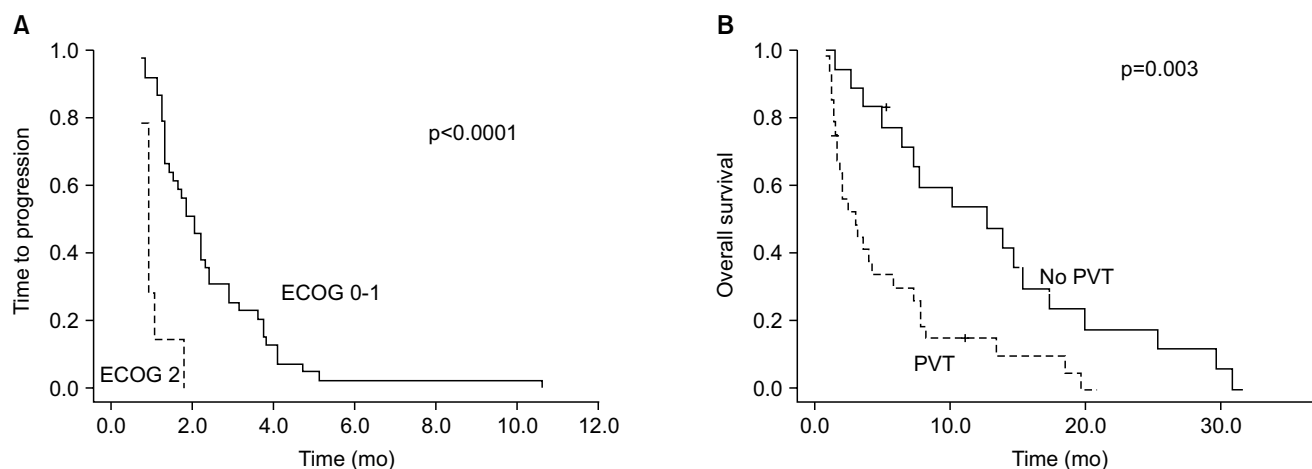 A
Time to progression
1.0
0.8
0.6
0.4
0.2
0.0
p<0.0001
ECOG 0-1
ECOG 2
0.0 2.0 4.0 6.0 8.0 10.0 12.0
Time (mo)
B
Overall survival
1.0
0.8
0.6
0.4
0.2
0.0
p=0.003
No PVT
PVT
0.0 10.0 20.0 30.0
Time (mo)